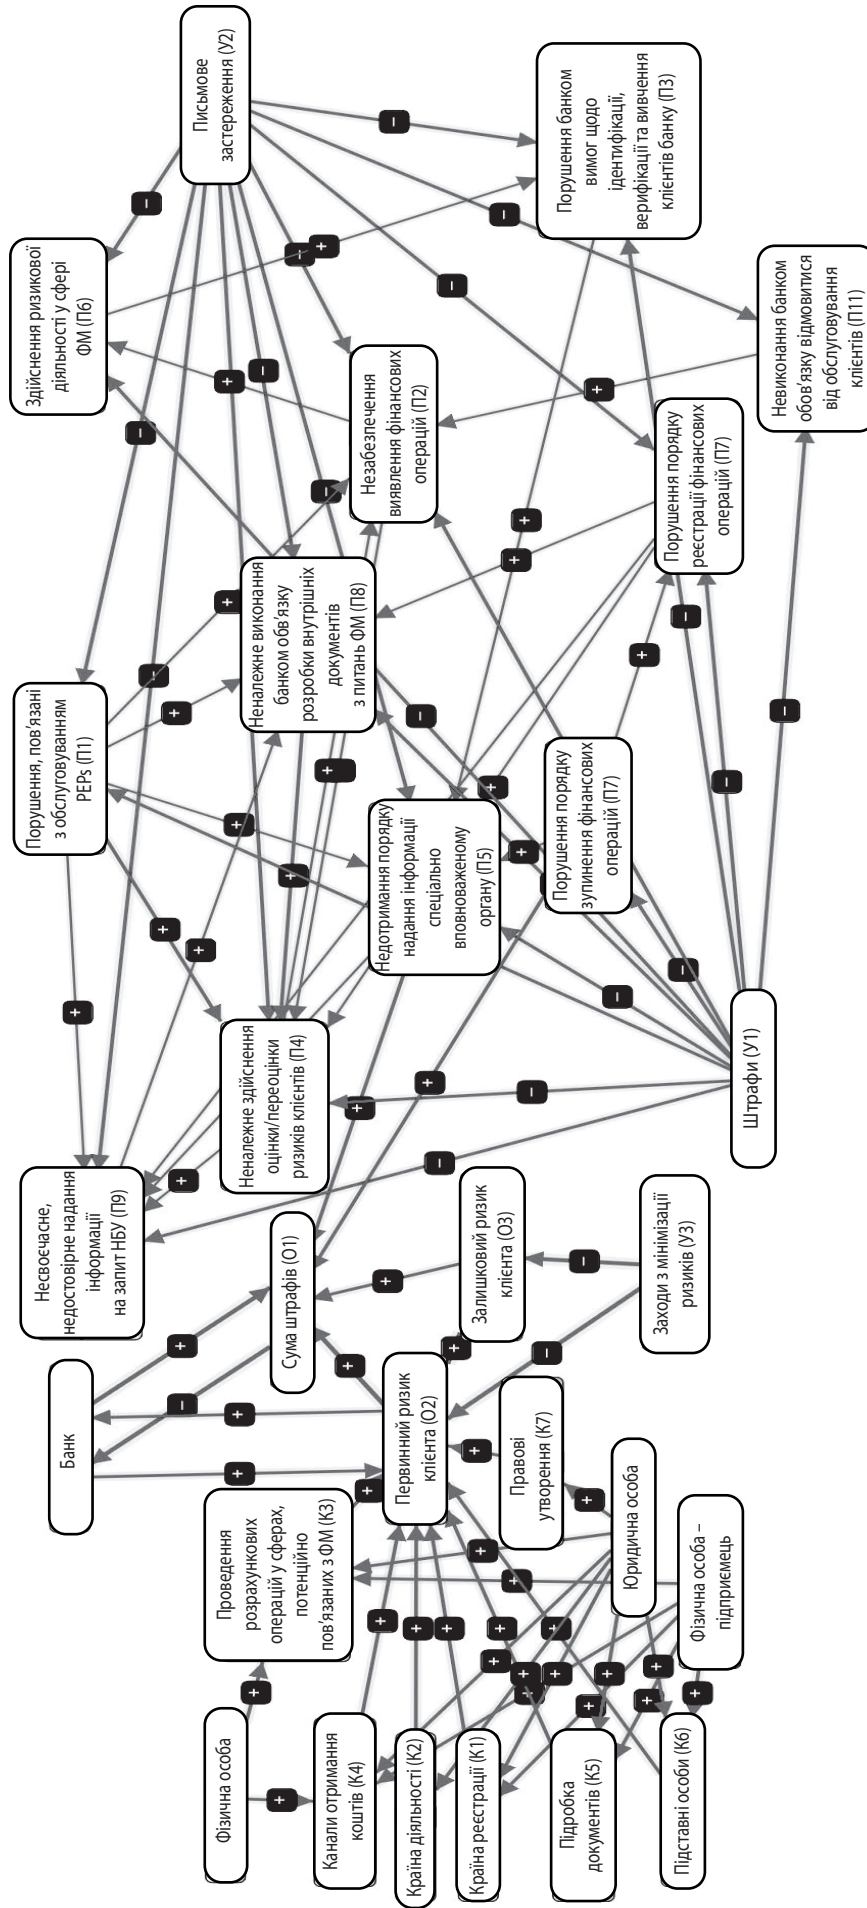 Банк
Несвоєчасне,
недостовірне надання
інформації
на запит НБУ (П9)
Порушення, пов'язані
з обслуговуванням
PEPs (П1)
Здійснення ризикової
діяльності у сфері
ФМ (П6)
Фізична особа
Проведення
розрахункових
операцій у сферах,
потенційно
пов'язаних з ФМ (К3)
Сума штрафів (О1)
Неналежне здійснення
оцінки/переоцінки
ризиків клієнтів (П4)
Неналежне виконання
банком обв'язку
розробки внутрішніх
документів
з питань ФМ (П8)
Письмове
застереження (У2)
Канали отримання
коштів (К4)
Первинний ризик
клієнта (О2)
Недотримання порядку
надання інформації
спеціально
вповноваженому
органу (П5)
Незабезпечення
виявлення фінансових
операцій (П2)
Країна діяльності (К2)
Країна реєстрації (К1)
Правові
утворення (К7)
Залишковий ризик
клієнта (О3)
Підробка
документів (К5)
Порушення порядку
зупинення фінансових
операцій (П7)
Порушення банком
вимог щодо
ідентифікації,
верифікації та вивчення
клієнтів банку (П3)
Підставні особи (К6)
Юридична особа
Заходи з мінімізації
ризиків (У3)
Порушення порядку
реєстрації фінансових
операцій (П7)
Фізична особа –
підприємець
Штрафи (У1)
Невиконання банком
обов'язку відмовитися
від обслуговування
клієнтів (П11)